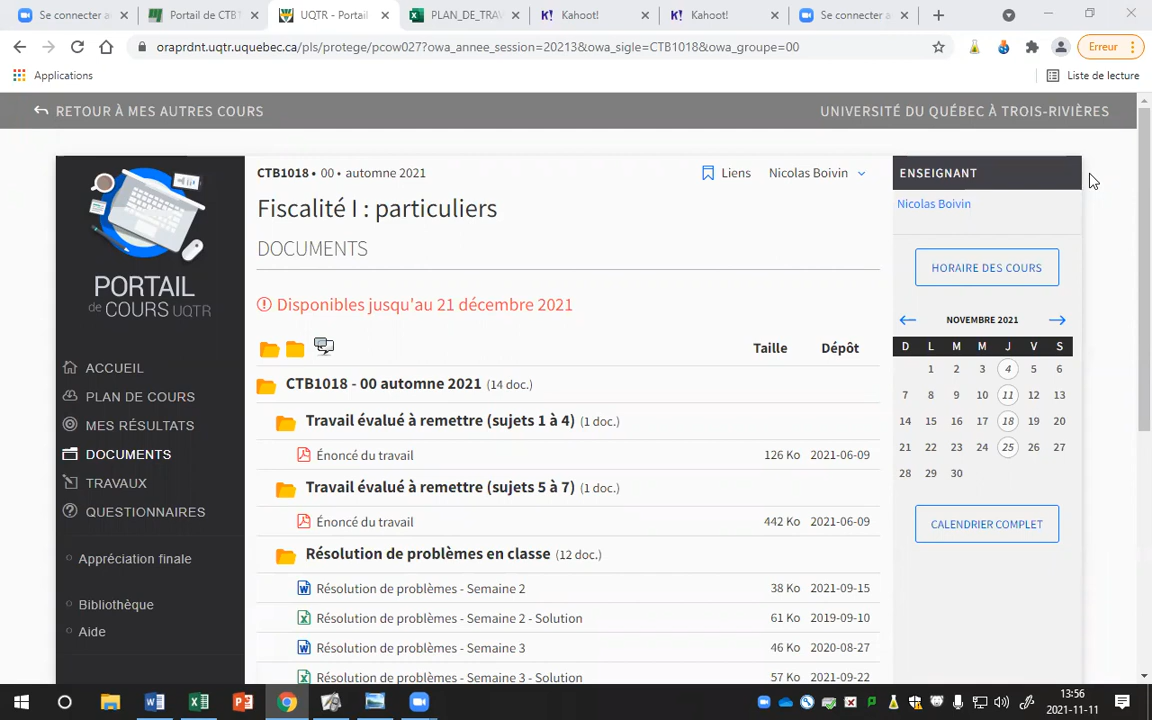 Se connecter a
Portail de CTB1
UQTR - Portail
PLAN_DE_TRA
Kahoot!
Kahoot!
Se connecter a
oraprdnt.uqtr.uquebec.ca/pls/protege/pcow027?owa_annee_session=20213&owa_sigle=CTB1018&owa_groupe=00
Erreur
Applications
Liste de lecture
RETOUR À MES AUTRES COURS
UNIVERSITÉ DU QUÉBEC À TROIS-RIVIÈRES
PORTAIL
de COURS UQTR
ACCUEIL
PLAN DE COURS
MES RÉSULTATS
DOCUMENTS
TRAVAUX
QUESTIONNAIRES
Appréciation finale
Bibliothèque
Aide
CTB1018 • 00 • automne 2021
Liens
Nicolas Boivin
Fiscalité I : particuliers
DOCUMENTS
Disponibles jusqu'au 21 décembre 2021
Taille Dépôt
CTB1018 - 00 automne 2021 (14 doc.)
Travail évalué à remettre (sujets 1 à 4) (1 doc.)
Énoncé du travail 126 Ko 2021-06-09
Travail évalué à remettre (sujets 5 à 7) (1 doc.)
Énoncé du travail 442 Ko 2021-06-09
Résolution de problèmes en classe (12 doc.)
Résolution de problèmes - Semaine 2 38 Ko 2021-09-15
Résolution de problèmes - Semaine 2 - Solution 61 Ko 2019-09-10
Résolution de problèmes - Semaine 3 46 Ko 2020-08-27
Résolution de problèmes - Semaine 3 - Solution 57 Ko 2021-09-22
ENSEIGNANT
Nicolas Boivin
HORAIRE DES COURS
NOVEMBRE 2021
D L M M J V S
1 2 3 4 5 6
7 8 9 10 11 12 13
14 15 16 17 18 19 20
21 22 23 24 25 26 27
28 29 30
CALENDRIER COMPLET
13:56
2021-11-11